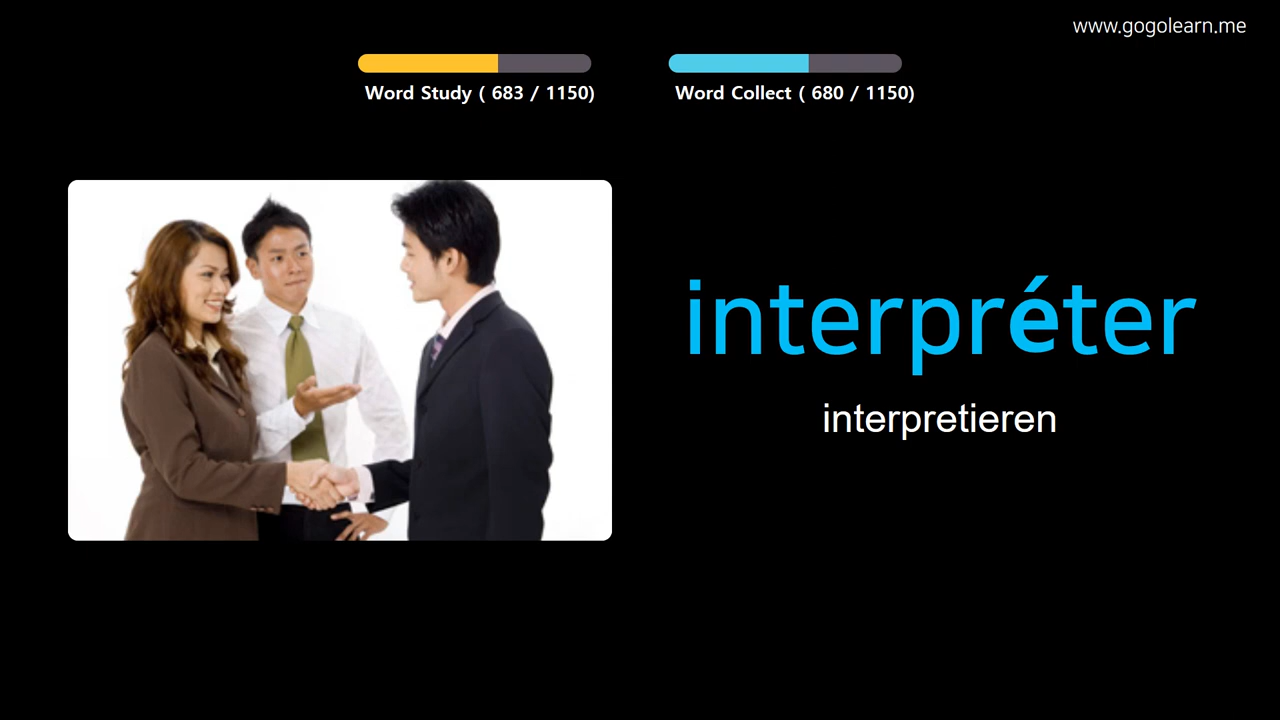 www.gogolearn.me
Word Study ( 683 / 1150)
Word Collect ( 680 / 1150)
interpréter
interpretieren